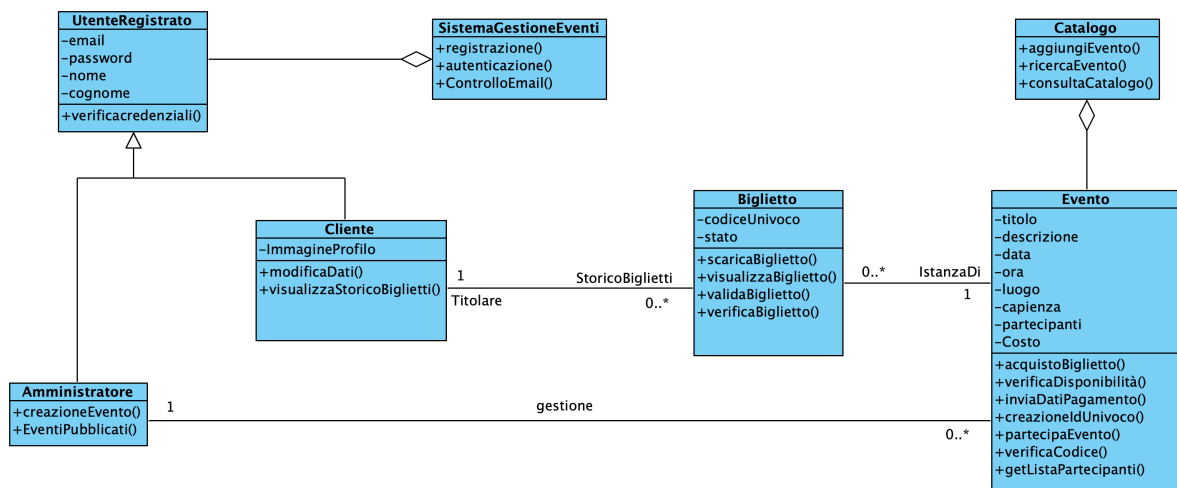 UtenteRegistrato
-email
-password
-nome
-cognome
+verificacredenziali()
SistemaGestioneEventi
+registrazione()
+autenticazione()
+ControlloEmail()
Catalogo
+aggiungiEvento()
+ricercaEvento()
+consultaCatalogo()
Cliente
-ImmagineProfilo
+modificaDati()
+visualizzaStoricoBiglietti()
1
Titolare
StoricoBiglietti
0..*
Biglietto
-codiceUnivoco
-stato
+scaricaBiglietto()
+visualizzaBiglietto()
+validaBiglietto()
+verificaBiglietto()
0..*
IstanzaDi
1
Evento
-titolo
-descrizione
-data
-ora
-luogo
-capienza
-partecipanti
-Costo
+acquistoBiglietto()
+verificaDisponibilità()
+inviaDatiPagamento()
+creazioneIdUnivoco()
+partecipaEvento()
+verificaCodice()
+getListaPartecipanti()
Amministratore
+creazioneEvento()
+EventiPubblicati()
1
gestione
0..*